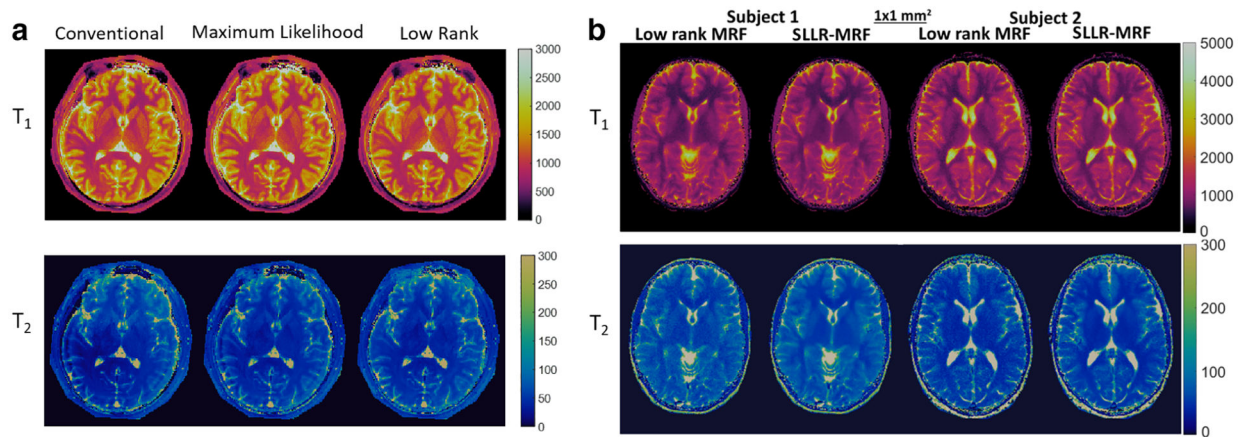 a
Conventional Maximum Likelihood Low Rank
T1
3000
2500
2000
1500
1000
500
0
T2
300
250
200
150
100
50
0
b
Subject 1 1x1 mm² Subject 2
Low rank MRF SLLR-MRF Low rank MRF SLLR-MRF
T1
5000
4000
3000
2000
1000
0
T2
300
200
100
0